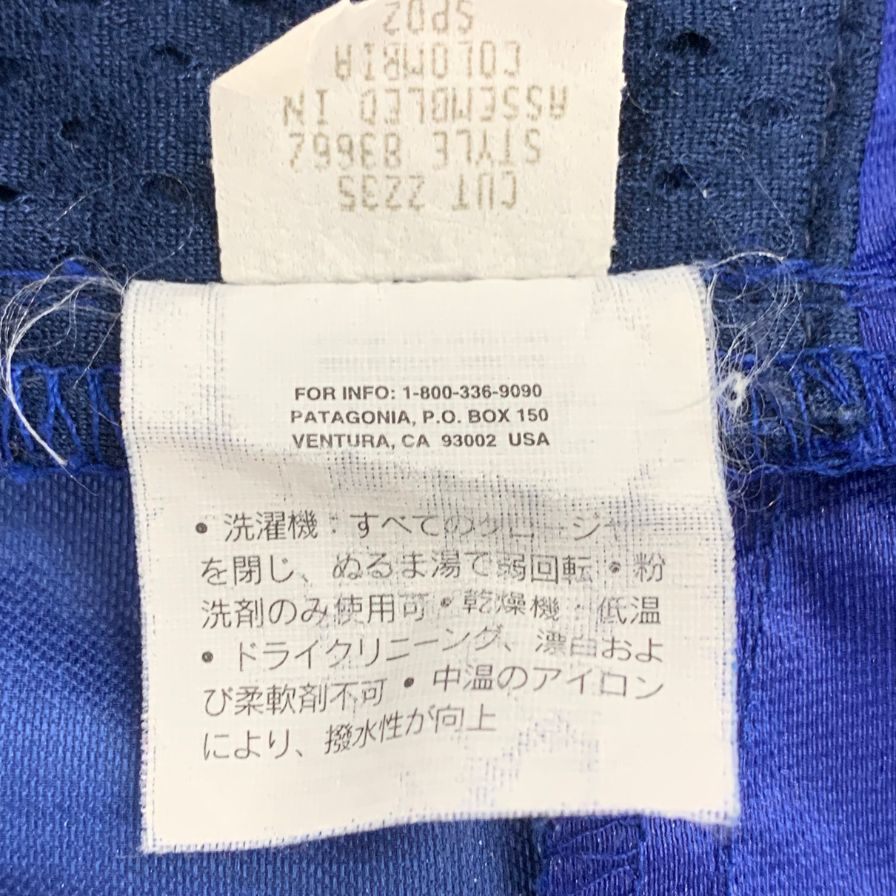 CUT 2235
STYLE 83662
ASSEMBLED IN
COLOMBIA
SP02
FOR INFO: 1-800-336-9090
PATAGONIA, P.O. BOX 150
VENTURA, CA 93002 USA
• 洗濯機：すべてのクロージャー
を閉じ、ぬるま湯で弱回転・粉
洗剤のみ使用可・乾燥機：低温
• ドライクリーニング、漂白およ
び柔軟剤不可・中温のアイロン
により、撥水性が向上